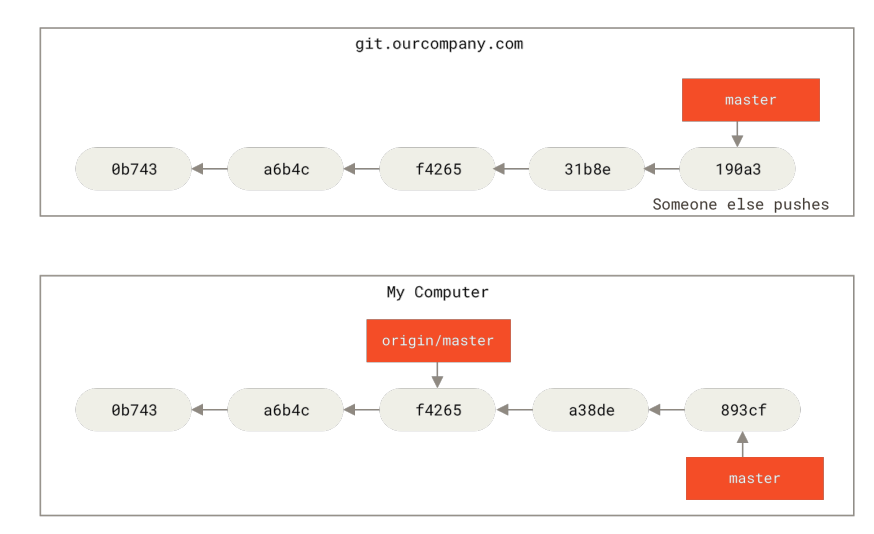 git.ourcompany.com
master
0b743 a6b4c f4265 31b8e 190a3
Someone else pushes
My Computer
origin/master
0b743 a6b4c f4265 a38de 893cf
master